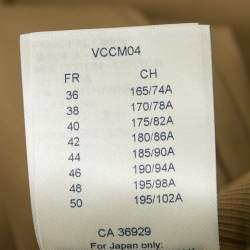 VCCM04
FR CH
36 165/74A
38 170/78A
40 175/82A
42 180/86A
44 185/90A
46 190/94A
48 195/98A
50 195/102A
CA 36929
For Japan only: